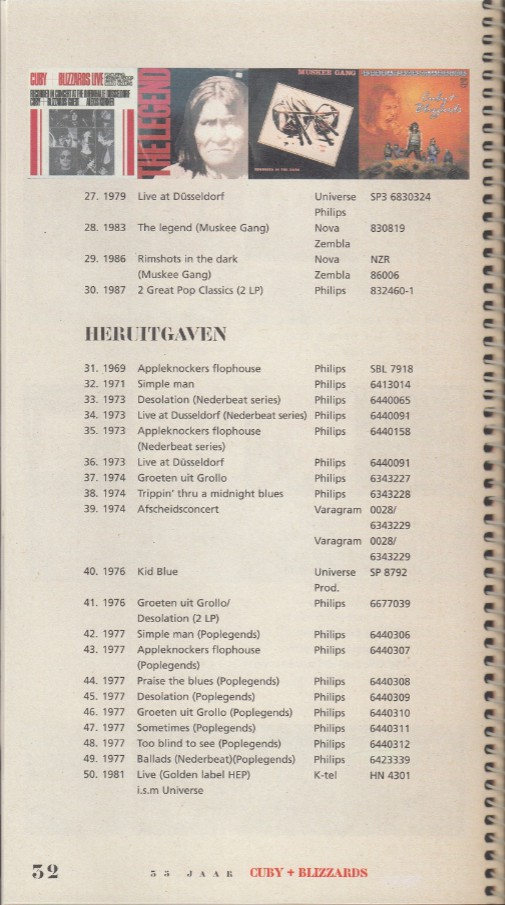 CUBY + BLIZZARDS LIVE
THE LEGEND
MUSKEE GANG
27. 1979 Live at Düsseldorf Universe SP3 6830324
Philips
28. 1983 The legend (Muskee Gang) Nova 830819
Zembla
29. 1986 Rimshots in the dark Nova NZR
(Muskee Gang) Zembla 86006
30. 1987 2 Great Pop Classics (2 LP) Philips 832460-1
HERUITGAVEN
31. 1969 Appleknockers flophouse Philips SBL 7918
32. 1971 Simple man Philips 6413014
33. 1973 Desolation (Nederbeat series) Philips 6440065
34. 1973 Live at Dusseldorf (Nederbeat series) Philips 6440091
35. 1973 Appleknockers flophouse Philips 6440158
(Nederbeat series)
36. 1973 Live at Düsseldorf Philips 6440091
37. 1974 Groeten uit Grollo Philips 6343227
38. 1974 Trippin' thru a midnight blues Philips 6343228
39. 1974 Afscheidsconcert Varagram 0028/
6343229
Varagram 0028/
6343229
40. 1976 Kid Blue Universe SP 8792
Prod.
41. 1976 Groeten uit Grollo/ Philips 6677039
Desolation (2 LP)
42. 1977 Simple man (Poplegends) Philips 6440306
43. 1977 Appleknockers flophouse Philips 6440307
(Poplegends)
44. 1977 Praise the blues (Poplegends) Philips 6440308
45. 1977 Desolation (Poplegends) Philips 6440309
46. 1977 Groeten uit Grollo (Poplegends) Philips 6440310
47. 1977 Sometimes (Poplegends) Philips 6440311
48. 1977 Too blind to see (Poplegends) Philips 6440312
49. 1977 Ballads (Nederbeat)(Poplegends) Philips 6423339
50. 1981 Live (Golden label HEP) K-tel HN 4301
i.s.m Universe
52 35 JAAR CUBY + BLIZZARDS